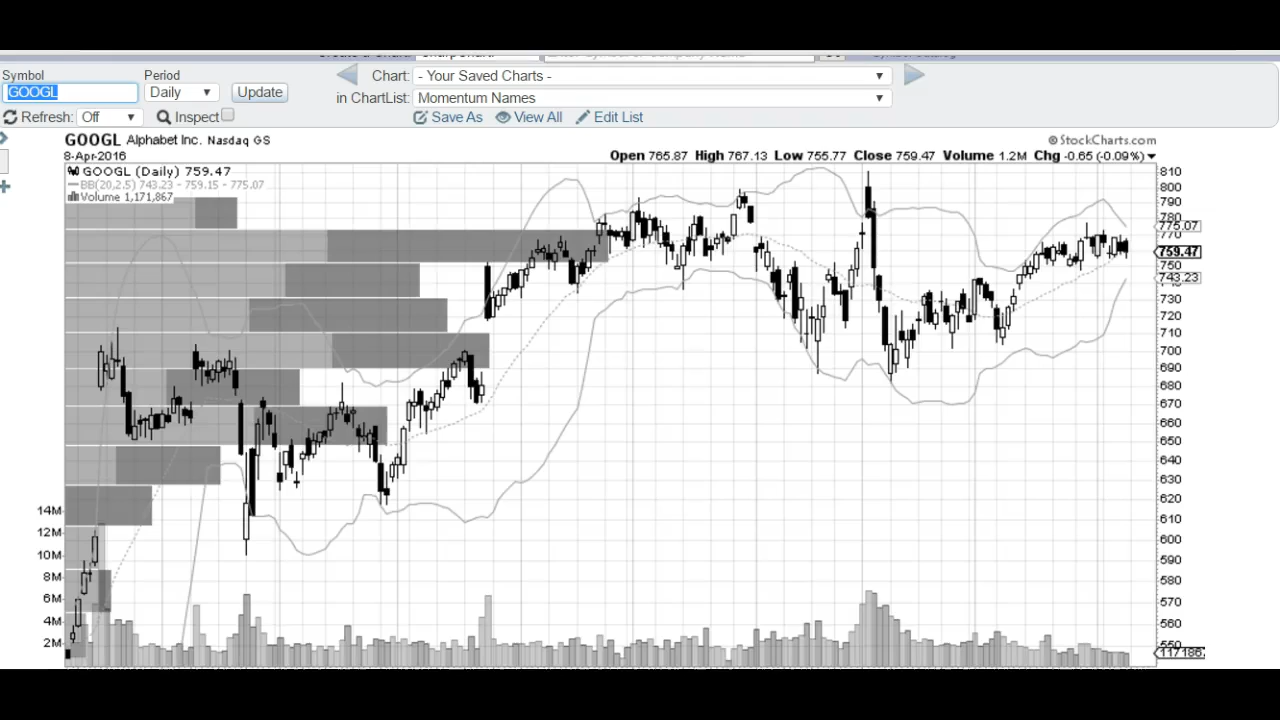 Symbol
Period
Chart: - Your Saved Charts -
GOOGL
Daily
Update
in ChartList: Momentum Names
Refresh: Off
Inspect
Save As
View All
Edit List
GOOGL Alphabet Inc. Nasdaq GS
© StockCharts.com
8-Apr-2016
Open 765.87 High 767.13 Low 755.77 Close 759.47 Volume 1.2M Chg -0.65 (-0.09%)
GOOGL (Daily) 759.47
BB(20,2.5) 743.23 - 759.15 - 775.07
Volume 1,171,867
810
800
790
780
775.07
770
759.47
750
743.23
730
720
710
700
690
680
670
660
650
640
630
620
610
600
590
580
570
560
550
14M
12M
10M
8M
6M
4M
2M